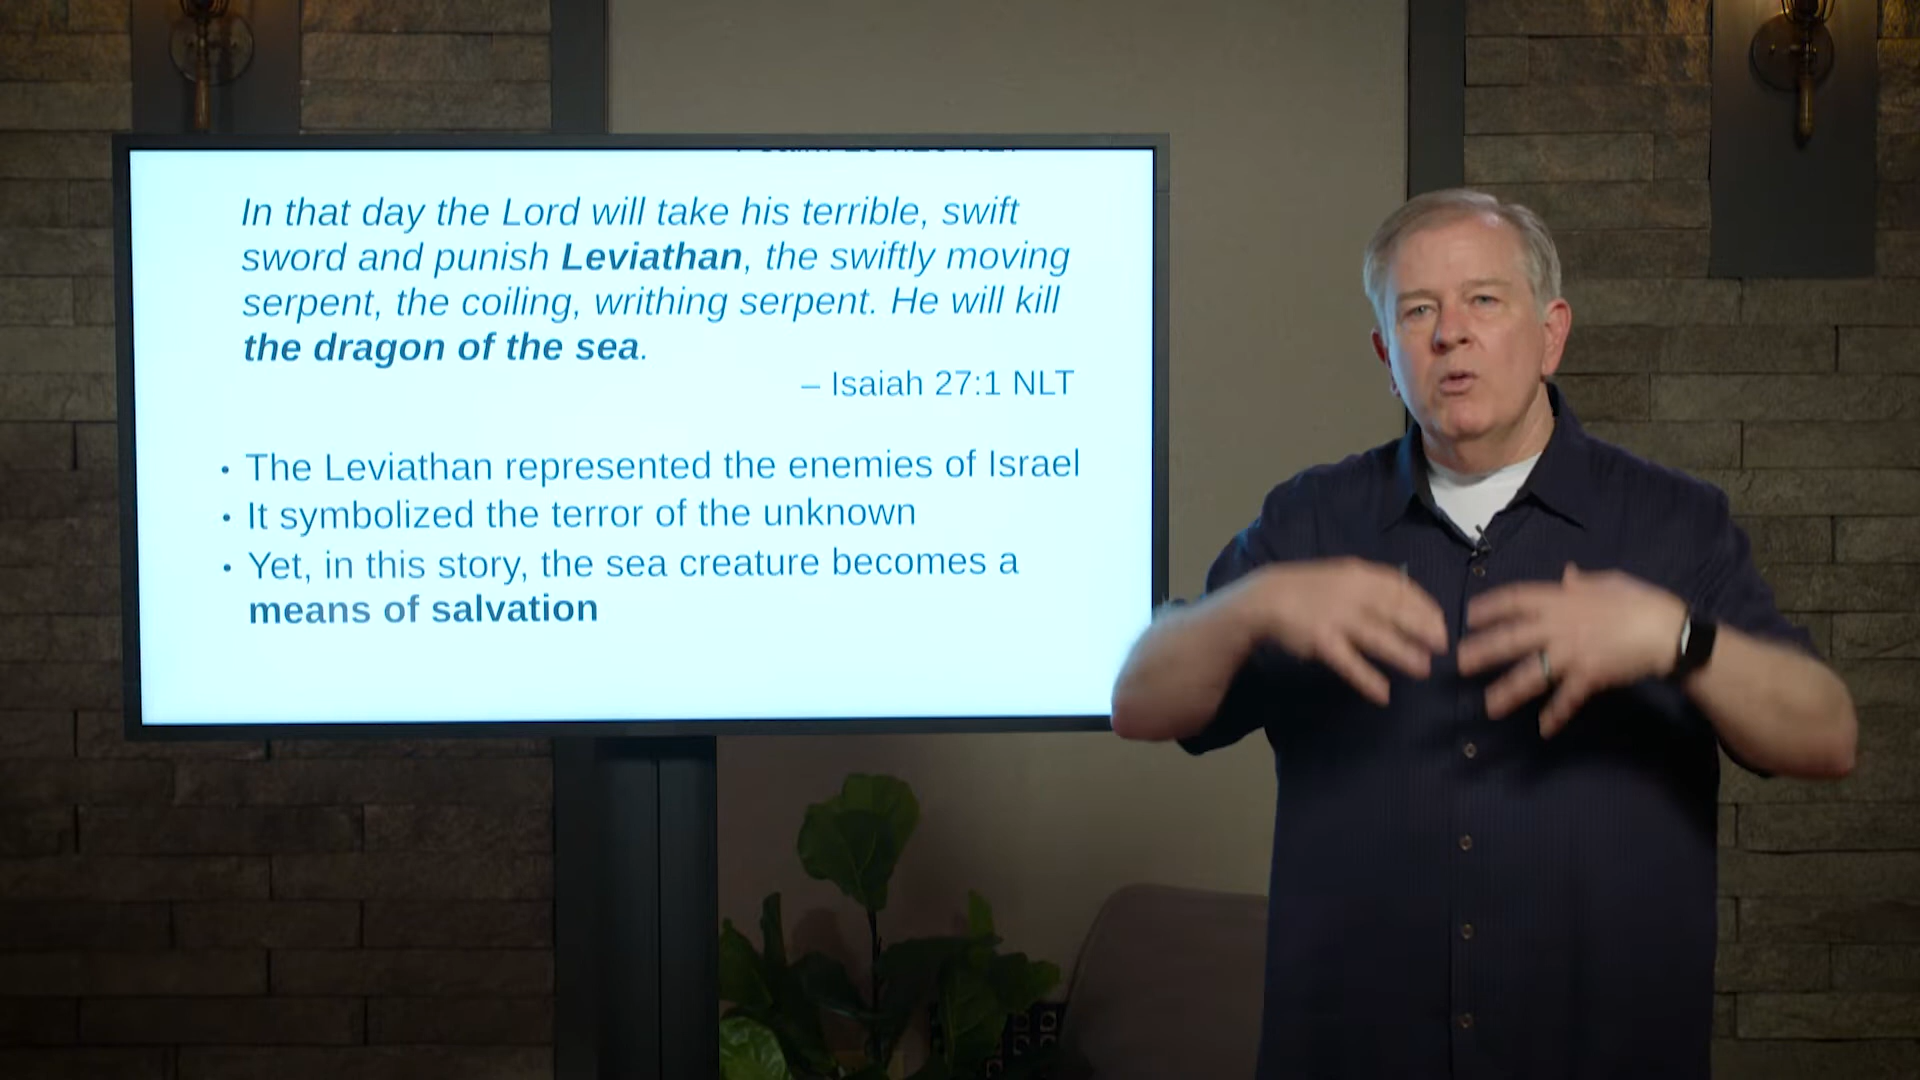 In that day the Lord will take his terrible, swift
sword and punish Leviathan, the swiftly moving
serpent, the coiling, writhing serpent. He will kill
the dragon of the sea.
– Isaiah 27:1 NLT
• The Leviathan represented the enemies of Israel
• It symbolized the terror of the unknown
• Yet, in this story, the sea creature becomes a
means of salvation